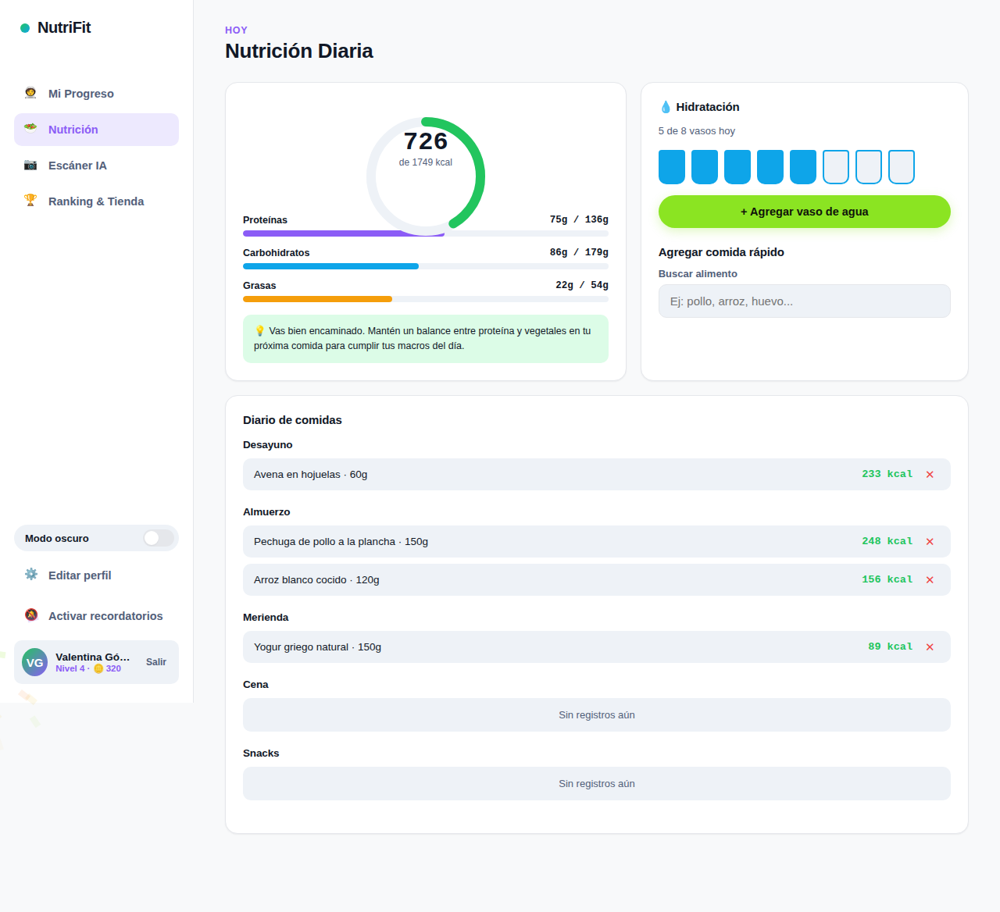 NutriFit
Mi Progreso
Nutrición
Escáner IA
Ranking & Tienda
Modo oscuro
Editar perfil
Activar recordatorios
VG
Valentina Gó...
Nivel 4 · 🪙 320
Salir
HOY
Nutrición Diaria
726
de 1749 kcal
Proteínas 75g / 136g
Carbohidratos 86g / 179g
Grasas 22g / 54g
💡 Vas bien encaminado. Mantén un balance entre proteína y vegetales en tu
próxima comida para cumplir tus macros del día.
💧 Hidratación
5 de 8 vasos hoy
+ Agregar vaso de agua
Agregar comida rápido
Buscar alimento
Ej: pollo, arroz, huevo...
Diario de comidas
Desayuno
Avena en hojuelas · 60g 233 kcal ✕
Almuerzo
Pechuga de pollo a la plancha · 150g 248 kcal ✕
Arroz blanco cocido · 120g 156 kcal ✕
Merienda
Yogur griego natural · 150g 89 kcal ✕
Cena
Sin registros aún
Snacks
Sin registros aún